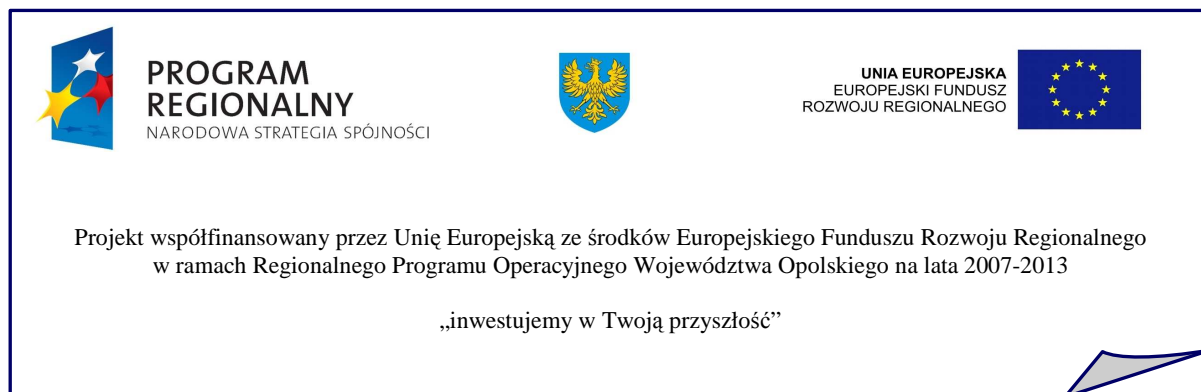 PROGRAM
REGIONALNY
NARODOWA STRATEGIA SPÓJNOŚCI
UNIA EUROPEJSKA
EUROPEJSKI FUNDUSZ
ROZWOJU REGIONALNEGO
Projekt współfinansowany przez Unię Europejską ze środków Europejskiego Funduszu Rozwoju Regionalnego
w ramach Regionalnego Programu Operacyjnego Województwa Opolskiego na lata 2007-2013
„inwestujemy w Twoją przyszłość”